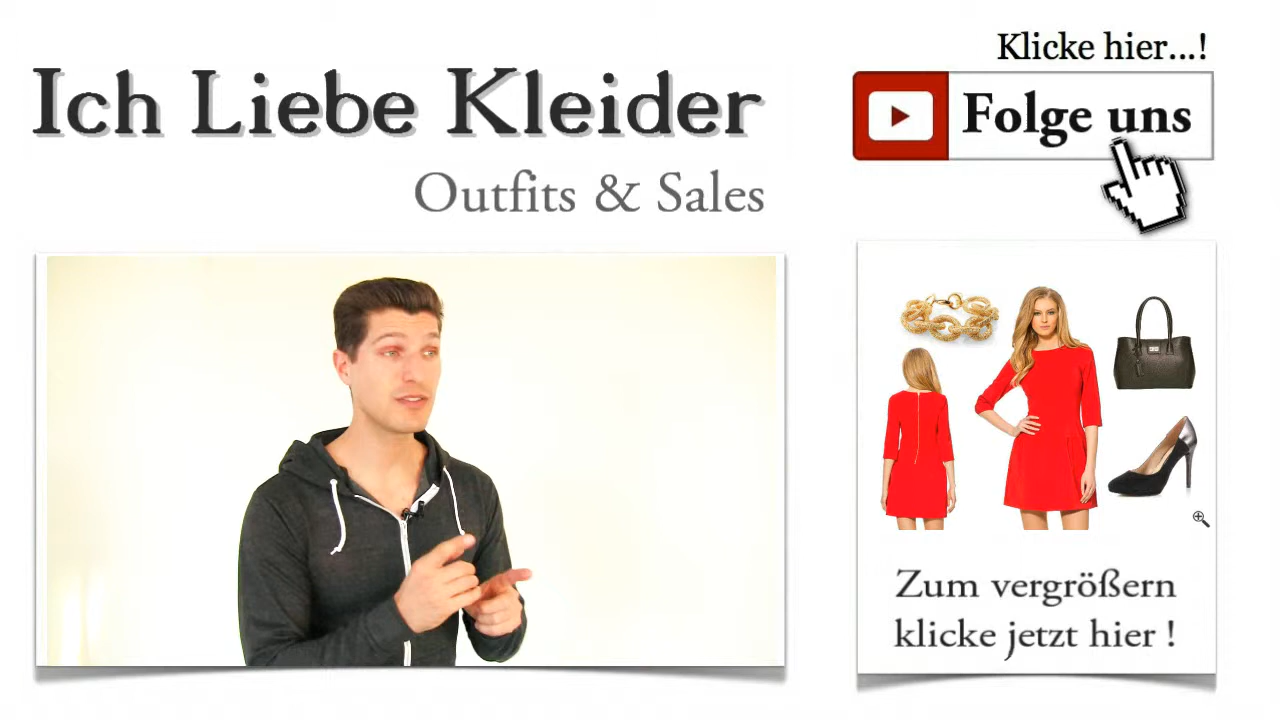 Ich Liebe Kleider
Outfits & Sales
Klicke hier...!
Folge uns
Zum vergrößern
klicke jetzt hier !